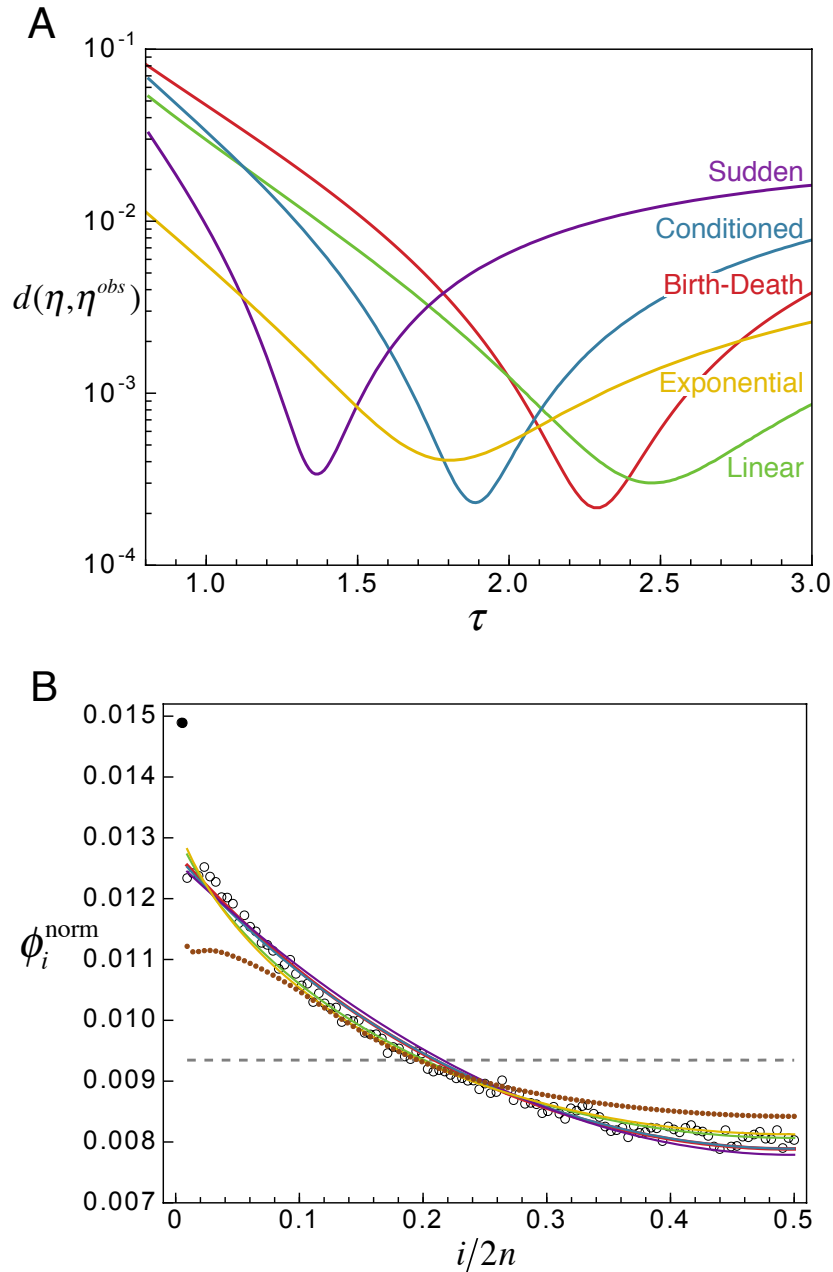 A
10⁻¹
10⁻²
d(η,η^obs)
10⁻³
10⁻⁴
Sudden
Conditioned
Birth-Death
Exponential
Linear
1.0 1.5 2.0 2.5 3.0
τ
B
0.015
0.014
0.013
0.012
0.011
ϕ_i^norm
0.010
0.009
0.008
0.007
0 0.1 0.2 0.3 0.4 0.5
i/2n